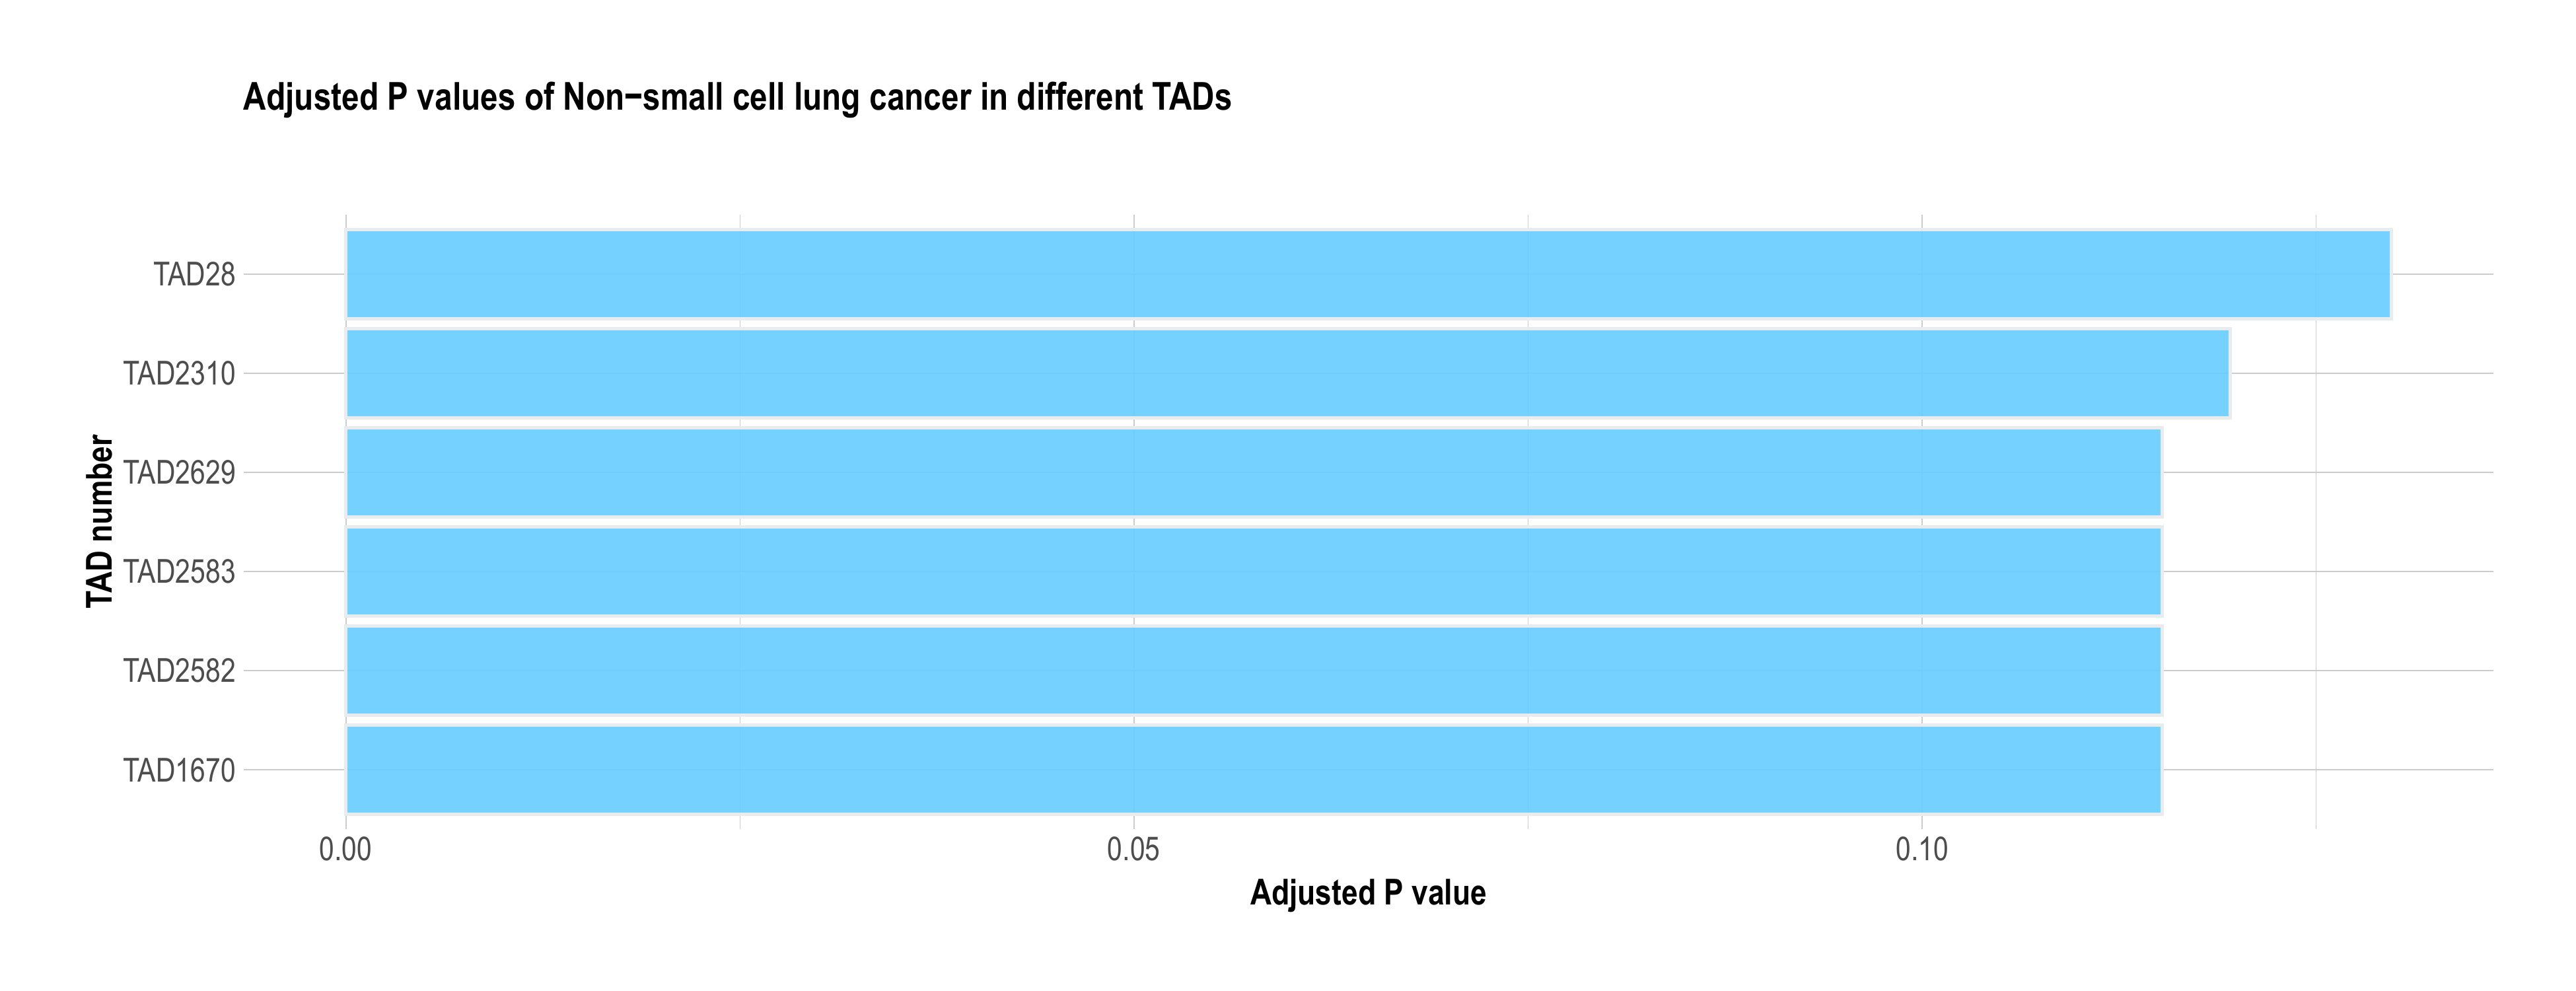 Adjusted P values of Non−small cell lung cancer in different TADs
TAD28
TAD2310
TAD2629
TAD2583
TAD2582
TAD1670
TAD number
0.00
0.05
0.10
Adjusted P value